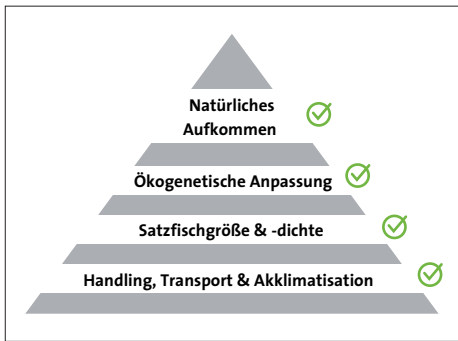 Natürliches
Aufkommen
Ökogenetische Anpassung
Satzfischgröße & -dichte
Handling, Transport & Akklimatisation